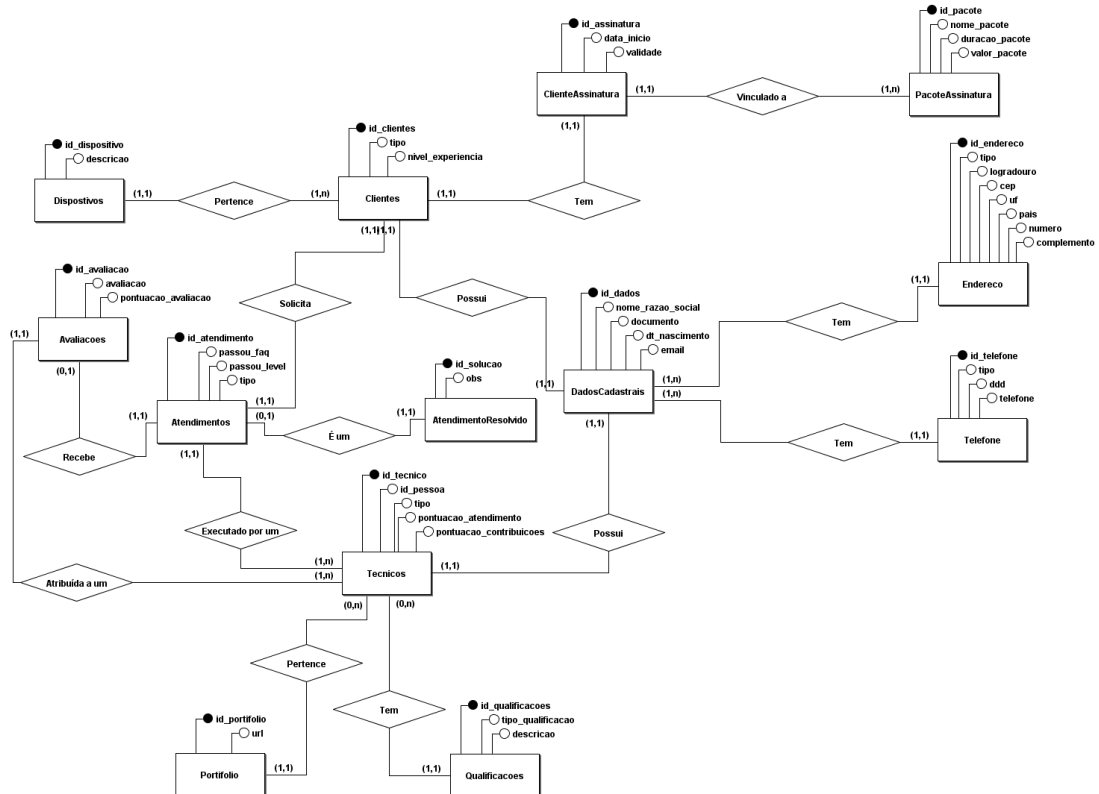 id_assinatura
data_inicio
validade
ClienteAssinatura
(1,1)
Vinculado a
(1,n)
id_pacote
nome_pacote
duracao_pacote
valor_pacote
PacoteAssinatura
(1,1)
id_dispositivo
descricao
Dispostivos
(1,1)
Pertence
(1,n)
id_clientes
tipo
nivel_experiencia
Clientes
(1,1)
Tem
(1,1)
(1,1)
id_endereco
tipo
logradouro
cep
uf
pais
numero
complemento
Endereco
(1,1)
id_avaliacao
avaliacao
pontuacao_avaliacao
Avaliacoes
(1,1)
(0,1)
Solicita
Possui
id_dados
nome_razao_social
documento
dt_nascimento
email
DadosCadastrais
(1,1)
(1,n)
(1,n)
(1,1)
Tem
id_atendimento
passou_faq
passou_level
tipo
Atendimentos
(1,1)
(0,1)
(1,1)
(1,1)
É um
(1,1)
id_solucao
obs
AtendimentoResolvido
id_telefone
tipo
ddd
telefone
Telefone
(1,1)
Tem
Recebe
Executado por um
id_tecnico
id_pessoa
tipo
pontuacao_atendimento
pontuacao_contribuicoes
Tecnicos
(1,n)
(1,n)
(1,1)
Possui
Atribuída a um
(0,n)
(0,n)
Pertence
Tem
id_portifolio
url
Portifolio
(1,1)
id_qualificacoes
tipo_qualificacao
descricao
Qualificacoes
(1,1)